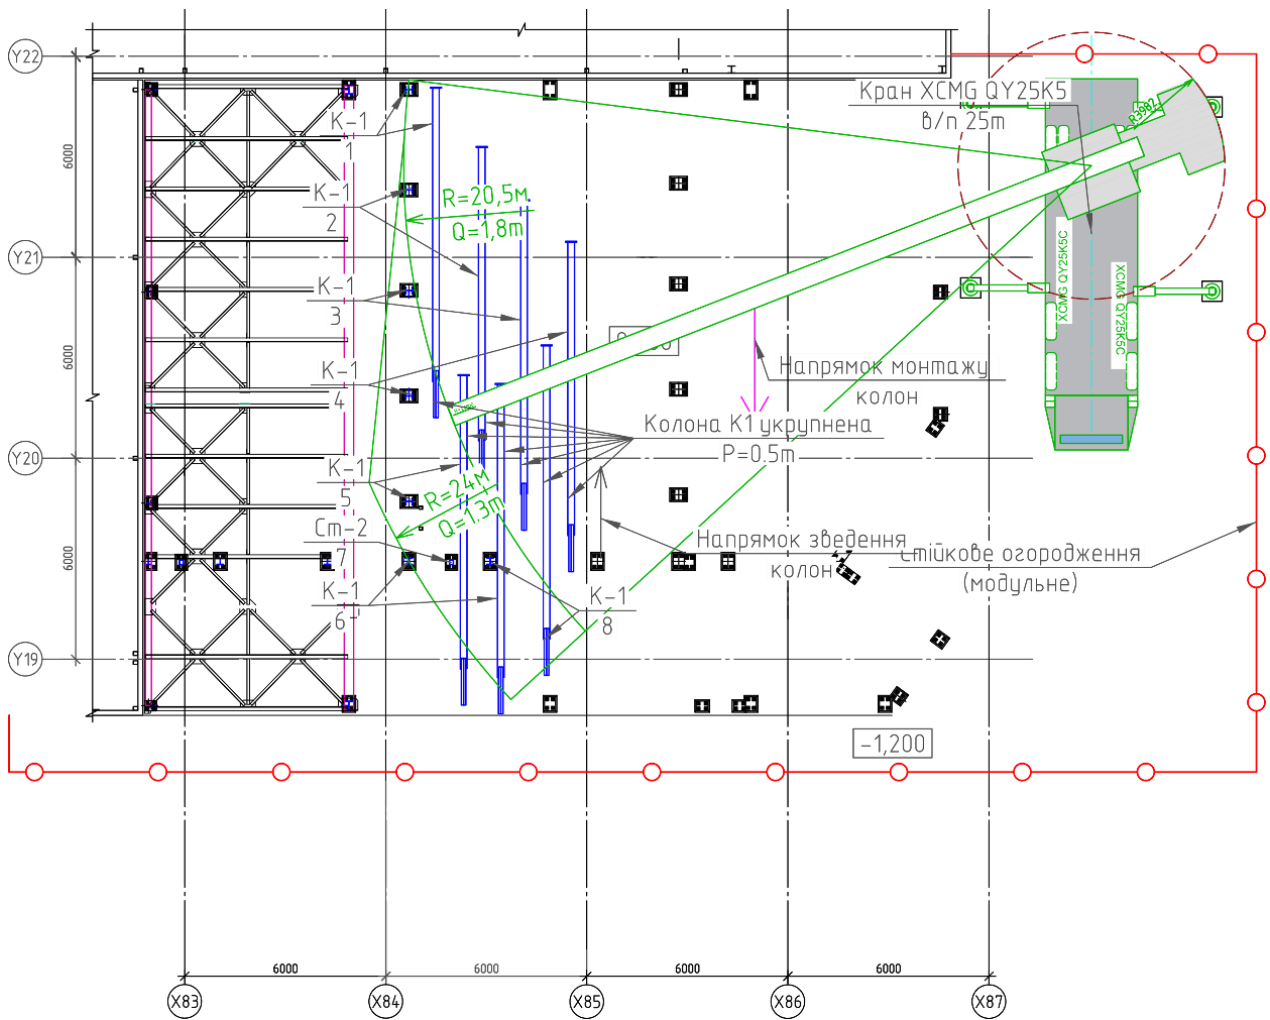 Y22
Кран XCMG QY25K5
в/п 25т
R3982
К-1
1
6000
К-1
2
R=20,5м
Q=1,8т
Y21
XCMG QY25K5C
XCMG QY25K5C
К-1
3
6000
К-1
4
Напрямок монтажу
колон
Колона К1 укрупнена
P=0.5т
Y20
К-1
5
R=24м
Q=1.3т
Ст-2
7
Напрямок зведення
колон
стійкове огородження
(модульне)
6000
К-1
6
К-1
8
Y19
-1,200
6000
6000
6000
6000
X83
X84
X85
X86
X87